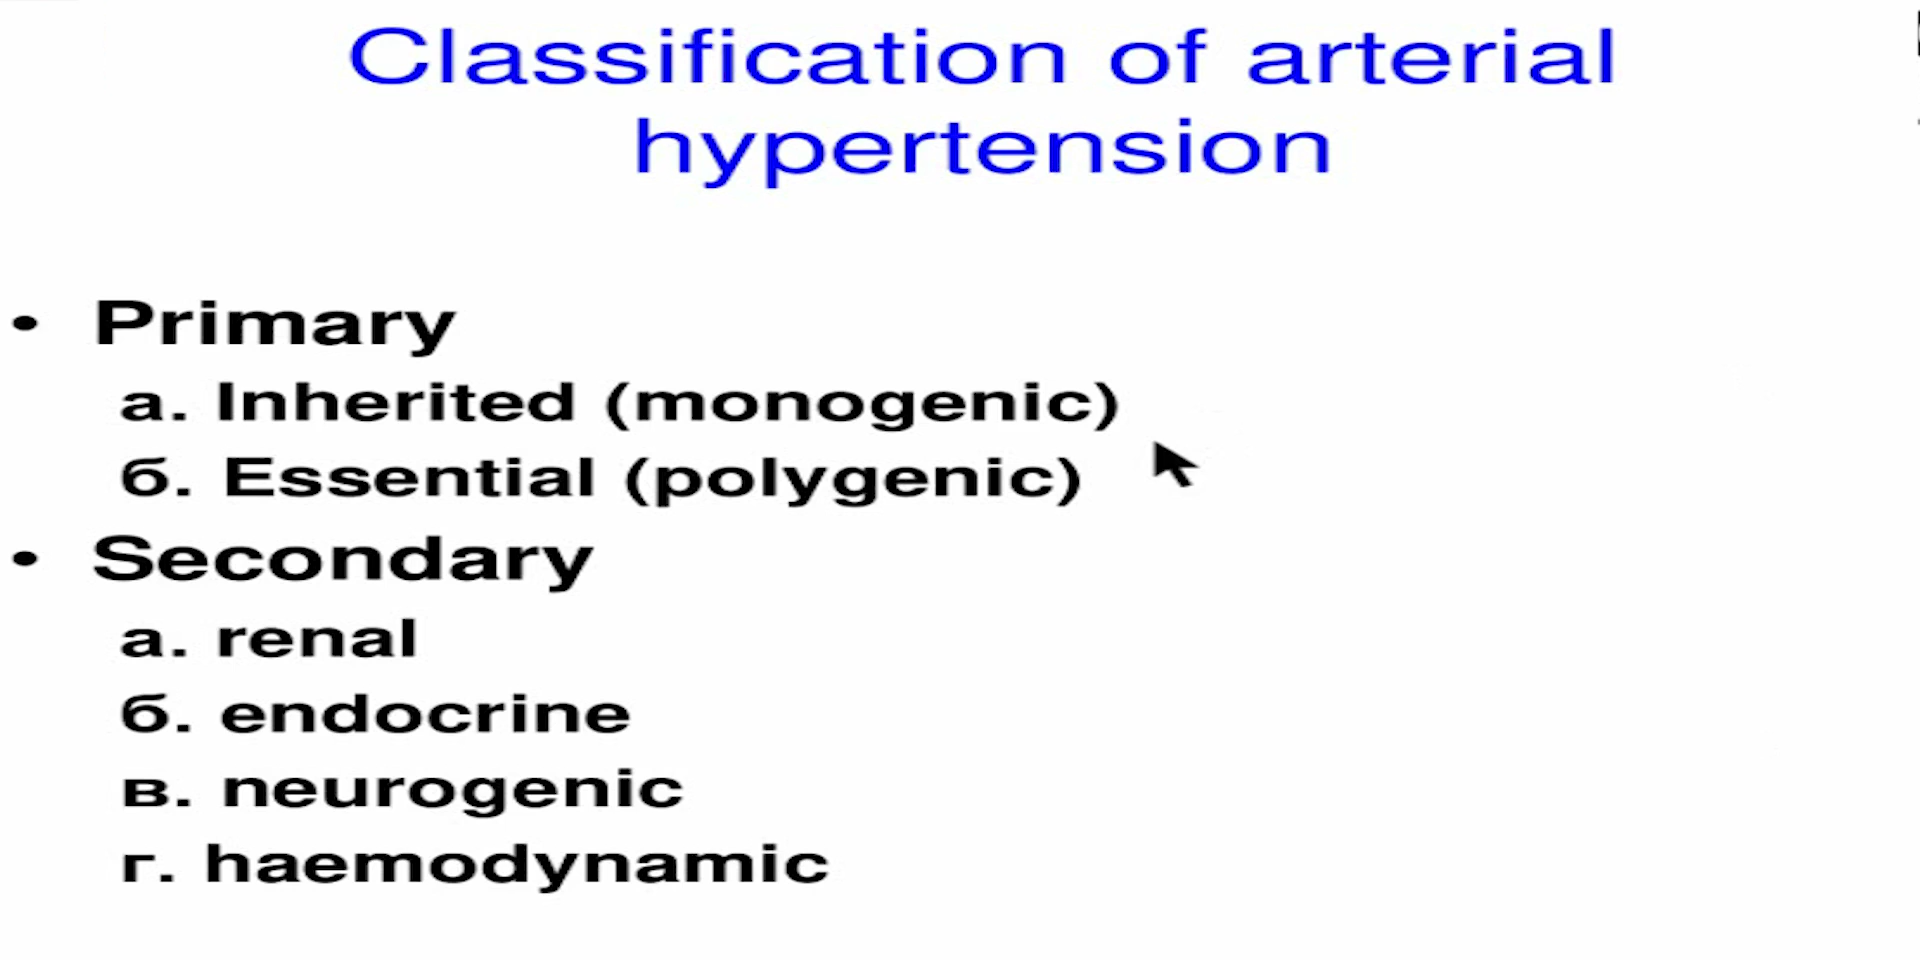 Classification of arterial
hypertension
• Primary
а. Inherited (monogenic)
б. Essential (polygenic)
• Secondary
а. renal
б. endocrine
в. neurogenic
г. haemodynamic